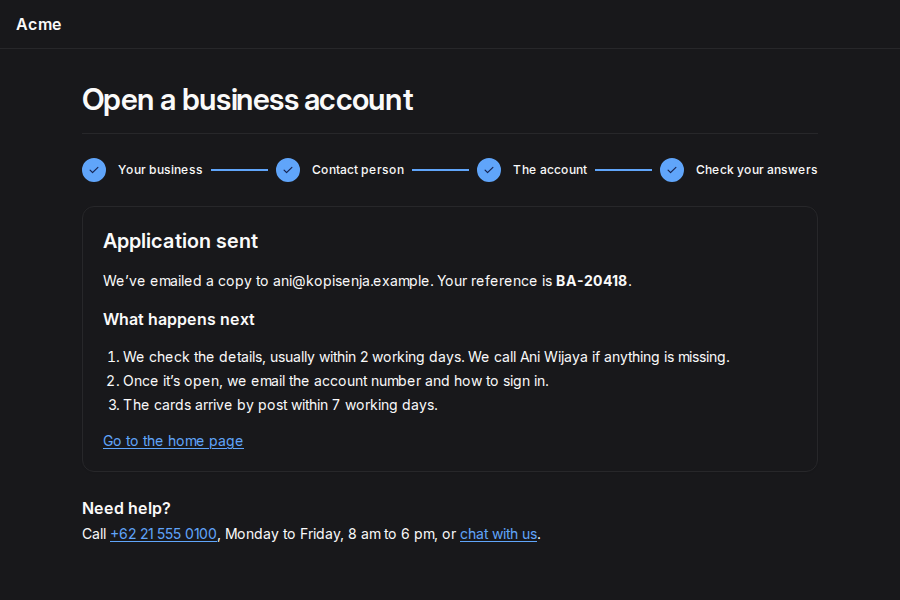 Acme
Open a business account
Your business
Contact person
The account
Check your answers
Application sent
We’ve emailed a copy to ani@kopisenja.example. Your reference is BA-20418.
What happens next
1. We check the details, usually within 2 working days. We call Ani Wijaya if anything is missing.
2. Once it’s open, we email the account number and how to sign in.
3. The cards arrive by post within 7 working days.
Go to the home page
Need help?
Call +62 21 555 0100, Monday to Friday, 8 am to 6 pm, or chat with us.